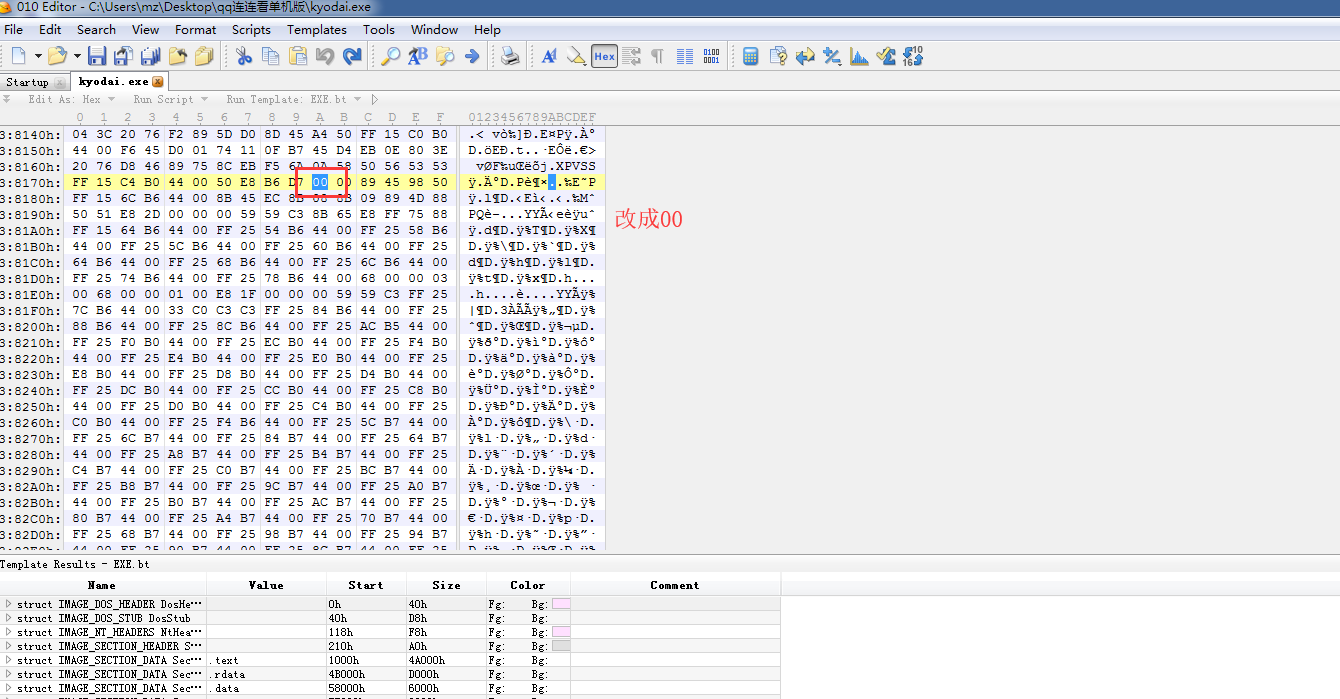 010 Editor - C:\Users\mz\Desktop\qq连连看单机版\kyodai.exe
File Edit Search View Format Scripts Templates Tools Window Help
Startup kyodai.exe
Edit As: Hex Run Script Run Template: EXE.bt
0 1 2 3 4 5 6 7 8 9 A B C D E F 0123456789ABCDEF
3:8140h: 04 3C 20 76 F2 89 5D D0 8D 45 A4 50 FF 15 C0 B0 .< vò‰]Ð.E¤Pÿ.À°
3:8150h: 44 00 F6 45 D0 01 74 11 0F B7 45 D4 EB 0E 80 3E D.öEÐ.t..·EÔë.€>
3:8160h: 20 76 D8 46 89 75 8C EB F5 6A 0A 58 50 56 53 53 vØF‰uŒëõj.XPVSS
3:8170h: FF 15 C4 B0 44 00 50 E8 B6 D7 00 00 89 45 98 50 ÿ.Ä°D.Pè¶×..‰E˜P
3:8180h: FF 15 6C B6 44 00 8B 45 EC 8B 08 8B 09 89 4D 88 ÿ.l¶D.‹Eì‹.‹.‰Mˆ
3:8190h: 50 51 E8 2D 00 00 00 59 59 C3 8B 65 E8 FF 75 88 PQè-...YYÃ‹eèÿuˆ
3:81A0h: FF 15 64 B6 44 00 FF 25 54 B6 44 00 FF 25 58 B6 ÿ.d¶D.ÿ%T¶D.ÿ%X¶
3:81B0h: 44 00 FF 25 5C B6 44 00 FF 25 60 B6 44 00 FF 25 D.ÿ%\¶D.ÿ%`¶D.ÿ%
3:81C0h: 64 B6 44 00 FF 25 68 B6 44 00 FF 25 6C B6 44 00 d¶D.ÿ%h¶D.ÿ%l¶D.
3:81D0h: FF 25 74 B6 44 00 FF 25 78 B6 44 00 68 00 00 03 ÿ%t¶D.ÿ%x¶D.h...
3:81E0h: 00 68 00 00 01 00 E8 1F 00 00 00 59 59 C3 FF 25 .h....è....YYÃÿ%
3:81F0h: 7C B6 44 00 33 C0 C3 C3 FF 25 84 B6 44 00 FF 25 |¶D.3ÀÃÃÿ%„¶D.ÿ%
3:8200h: 88 B6 44 00 FF 25 8C B6 44 00 FF 25 AC B5 44 00 ˆ¶D.ÿ%Œ¶D.ÿ%¬µD.
3:8210h: FF 25 F0 B0 44 00 FF 25 EC B0 44 00 FF 25 F4 B0 ÿ%ð°D.ÿ%ì°D.ÿ%ô°
3:8220h: 44 00 FF 25 E4 B0 44 00 FF 25 E0 B0 44 00 FF 25 D.ÿ%ä°D.ÿ%à°D.ÿ%
3:8230h: E8 B0 44 00 FF 25 D8 B0 44 00 FF 25 D4 B0 44 00 è°D.ÿ%Ø°D.ÿ%Ô°D.
3:8240h: FF 25 DC B0 44 00 FF 25 CC B0 44 00 FF 25 C8 B0 ÿ%Ü°D.ÿ%Ì°D.ÿ%È°
3:8250h: 44 00 FF 25 D0 B0 44 00 FF 25 C4 B0 44 00 FF 25 D.ÿ%Ð°D.ÿ%Ä°D.ÿ%
3:8260h: C0 B0 44 00 FF 25 F4 B6 44 00 FF 25 5C B7 44 00 À°D.ÿ%ô¶D.ÿ%\·D.
3:8270h: FF 25 6C B7 44 00 FF 25 84 B7 44 00 FF 25 64 B7 ÿ%l·D.ÿ%„·D.ÿ%d·
3:8280h: 44 00 FF 25 A8 B7 44 00 FF 25 B4 B7 44 00 FF 25 D.ÿ%¨·D.ÿ%´·D.ÿ%
3:8290h: C4 B7 44 00 FF 25 C0 B7 44 00 FF 25 BC B7 44 00 Ä·D.ÿ%À·D.ÿ%¼·D.
3:82A0h: FF 25 B8 B7 44 00 FF 25 9C B7 44 00 FF 25 A0 B7 ÿ%¸·D.ÿ%œ·D.ÿ% ·
3:82B0h: 44 00 FF 25 B0 B7 44 00 FF 25 AC B7 44 00 FF 25 D.ÿ%°·D.ÿ%¬·D.ÿ%
3:82C0h: 80 B7 44 00 FF 25 A4 B7 44 00 FF 25 70 B7 44 00 €·D.ÿ%¤·D.ÿ%p·D.
3:82D0h: FF 25 68 B7 44 00 FF 25 98 B7 44 00 FF 25 94 B7 ÿ%h·D.ÿ%˜·D.ÿ%”·
改成00
Template Results - EXE.bt
Name Value Start Size Color Comment
struct IMAGE_DOS_HEADER DosHe··· 0h 40h Fg: Bg:
struct IMAGE_DOS_STUB DosStub 40h D8h Fg: Bg:
struct IMAGE_NT_HEADERS NtHea··· 118h F8h Fg: Bg:
struct IMAGE_SECTION_HEADER S··· 210h A0h Fg: Bg:
struct IMAGE_SECTION_DATA Sec··· .text 1000h 4A000h Fg: Bg:
struct IMAGE_SECTION_DATA Sec··· .rdata 4B000h D000h Fg: Bg:
struct IMAGE_SECTION_DATA Sec··· .data 58000h 6000h Fg: Bg: